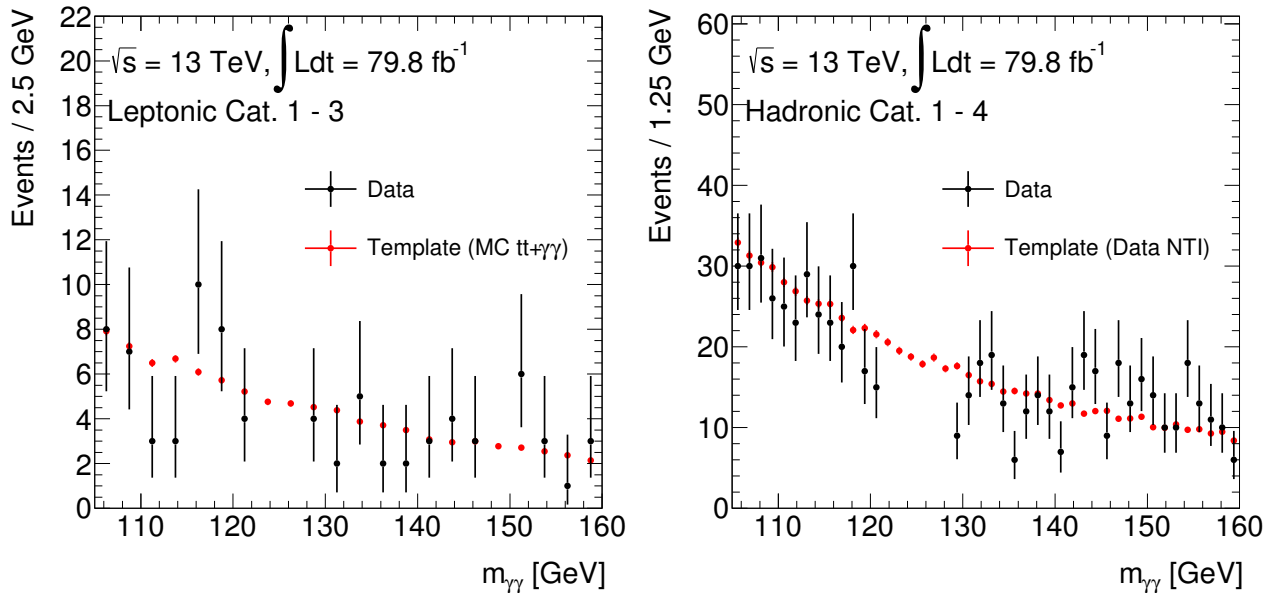 Events / 2.5 GeV
22
20
18
16
14
12
10
8
6
4
2
0
√s = 13 TeV, ∫Ldt = 79.8 fb⁻¹
Leptonic Cat. 1 - 3
Data
Template (MC tt+γγ)
110 120 130 140 150 160
m_γγ [GeV]
Events / 1.25 GeV
60
50
40
30
20
10
0
√s = 13 TeV, ∫Ldt = 79.8 fb⁻¹
Hadronic Cat. 1 - 4
Data
Template (Data NTI)
110 120 130 140 150 160
m_γγ [GeV]